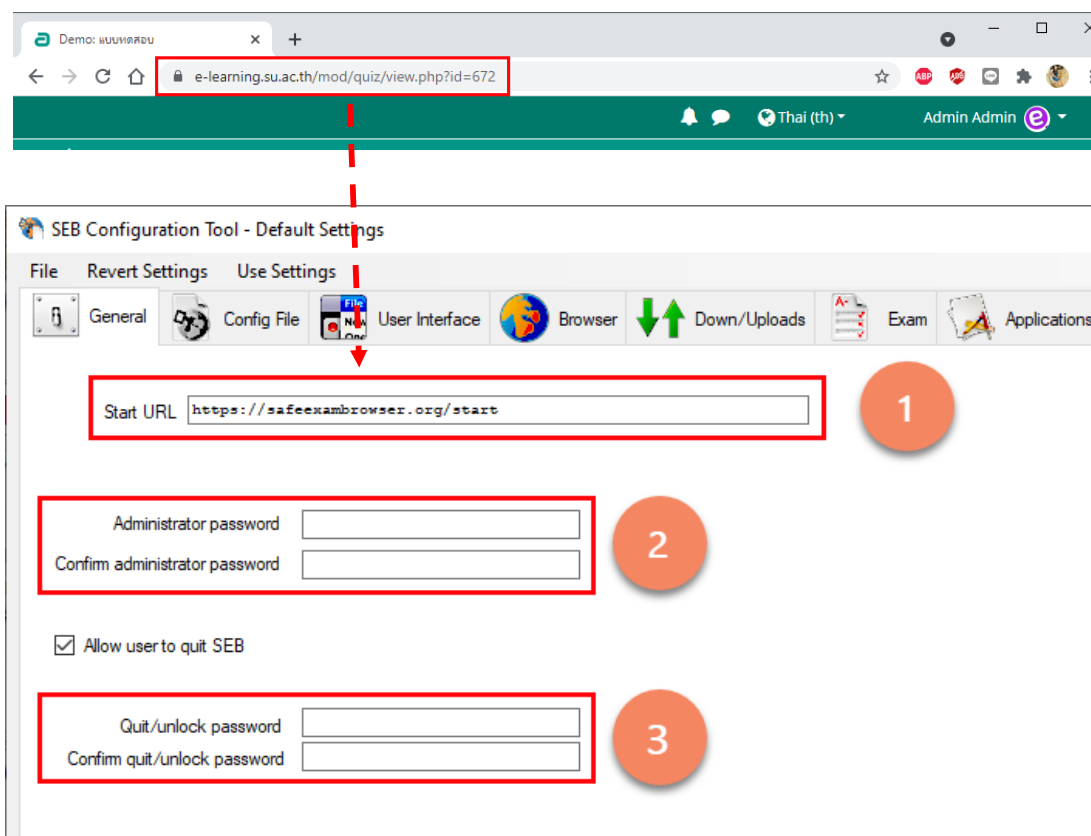 Demo: แบบทดสอบ
e-learning.su.ac.th/mod/quiz/view.php?id=672
ABP
Thai (th)
Admin Admin
SEB Configuration Tool - Default Settings
File Revert Settings Use Settings
General Config File User Interface Browser Down/Uploads Exam Applications
Start URL https://safeexambrowser.org/start
1
Administrator password
Confirm administrator password
2
Allow user to quit SEB
Quit/unlock password
Confirm quit/unlock password
3